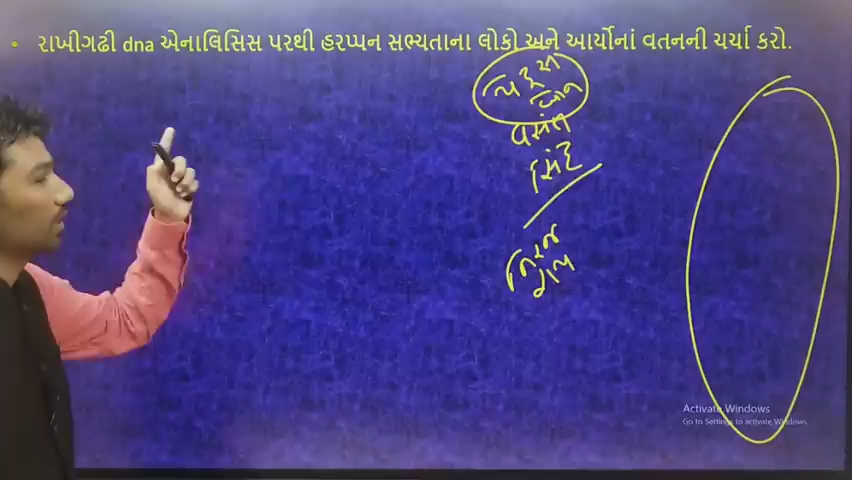 • રાખીગઢી dna એનાલિસિસ પરથી હરપ્પન સભ્યતાના લોકો અને આર્યોનાં વતનની ચર્ચા કરો.
વસંત
સિંદે
Activate Windows
Go to Settings to activate Windows.